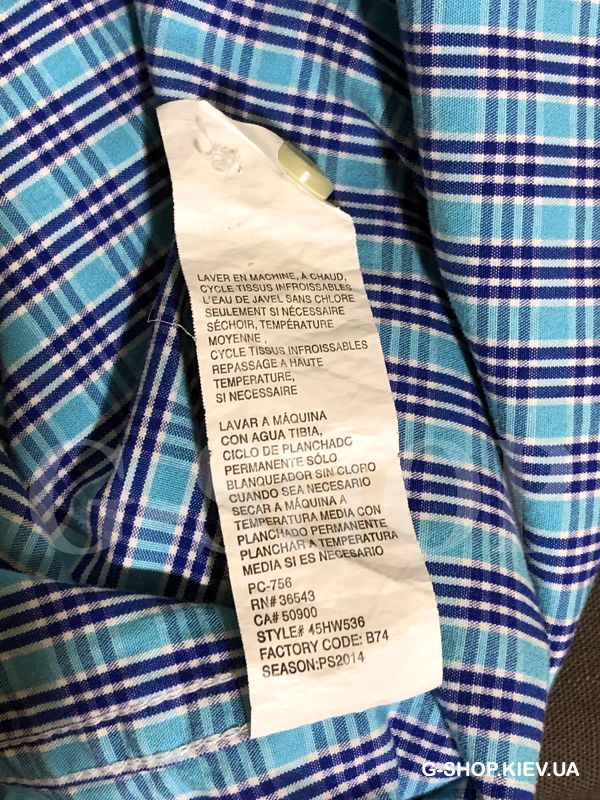 LAVER EN MACHINE, À CHAUD,
CYCLE TISSUS INFROISSABLES
L'EAU DE JAVEL SANS CHLORE
SEULEMENT SI NÉCESSAIRE
SÉCHOIR, TEMPÉRATURE
MOYENNE ,
CYCLE TISSUS INFROISSABLES
REPASSAGE A HAUTE
TEMPERATURE,
SI NECESSAIRE
LAVAR A MÁQUINA
CON AGUA TIBIA,
CICLO DE PLANCHADC
PERMANENTE SÓLO
BLANQUEADOR SIN CLORO
CUANDO SEA NECESARIO
SECAR A MÁQUINA A
TEMPERATURA MEDIA CON
PLANCHADO PERMANENTE
PLANCHAR A TEMPERATURA
MEDIA SI ES NECESARIO
PC-756
RN# 36543
CA# 50900
STYLE# 45HW536
FACTORY CODE: B74
SEASON:PS2014
G-SHOP.KIEV.UA